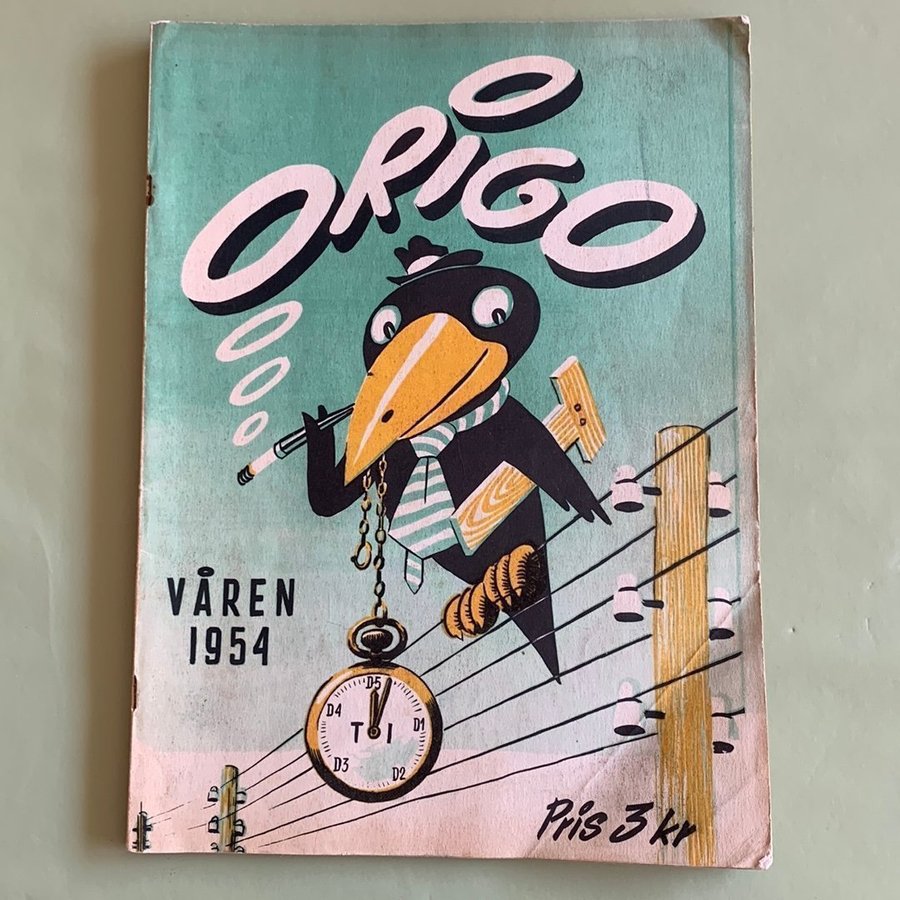 ORIGO
VÅREN
1954
D5
D4
D1
T I
D3
D2
Pris 3 kr